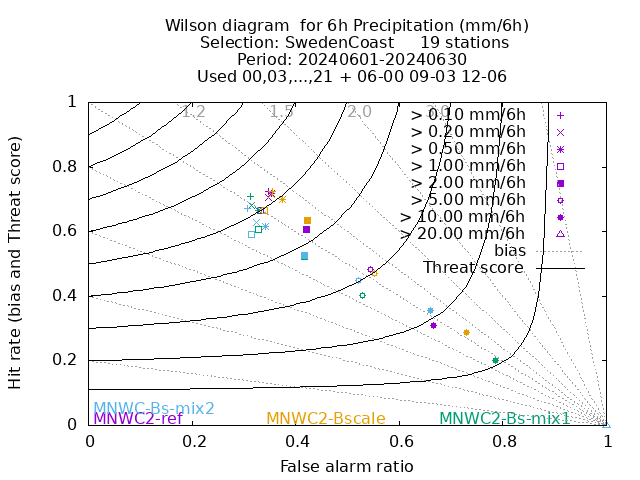 Wilson diagram  for 6h Precipitation (mm/6h)
Selection: SwedenCoast     19 stations
Period: 20240601-20240630
Used 00,03,...,21 + 06-00 09-03 12-06
1.2 1.5 2.0 3.0
> 0.10 mm/6h
> 0.20 mm/6h
> 0.50 mm/6h
> 1.00 mm/6h
> 2.00 mm/6h
> 5.00 mm/6h
> 10.00 mm/6h
> 20.00 mm/6h
bias
Threat score
1
0.8
0.6
0.4
0.2
0
Hit rate (bias and Threat score)
MNWC-Bs-mix2
MNWC2-ref MNWC2-Bscale MNWC2-Bs-mix1
0 0.2 0.4 0.6 0.8 1
False alarm ratio